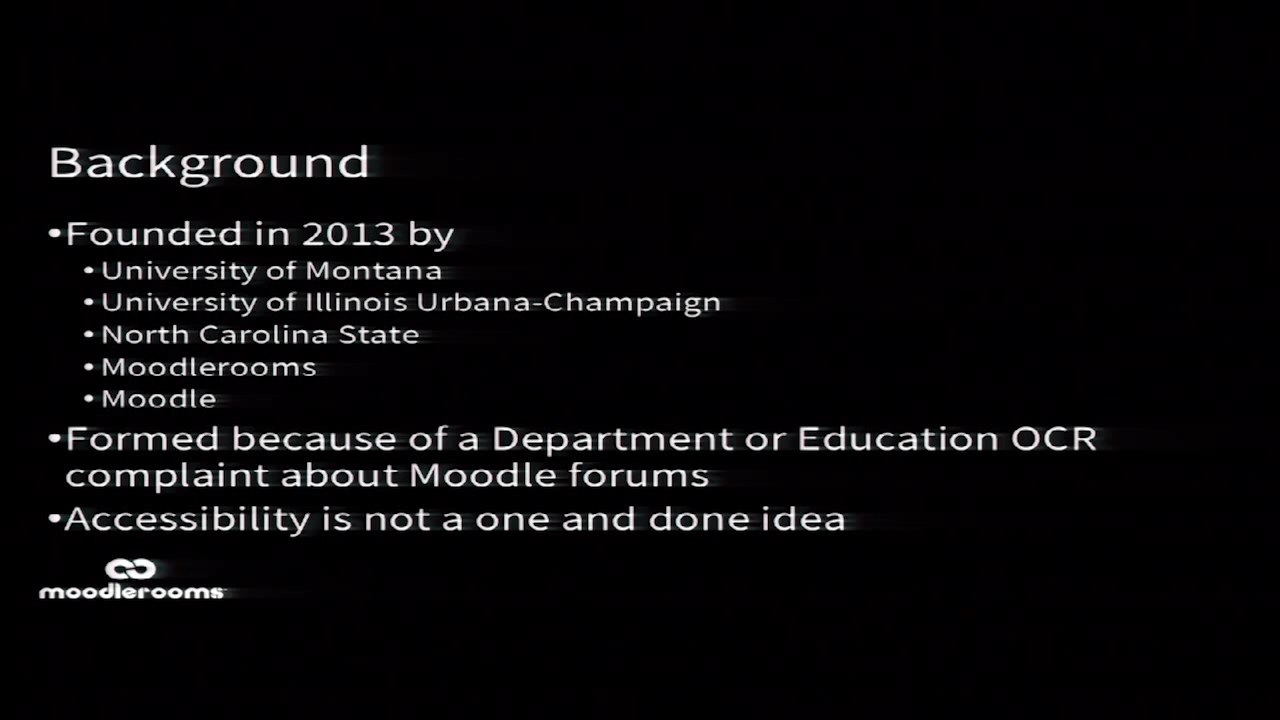 Background
•Founded in 2013 by
•University of Montana
•University of Illinois Urbana-Champaign
•North Carolina State
•Moodlerooms
•Moodle
•Formed because of a Department or Education OCR
complaint about Moodle forums
•Accessibility is not a one and done idea
moodlerooms